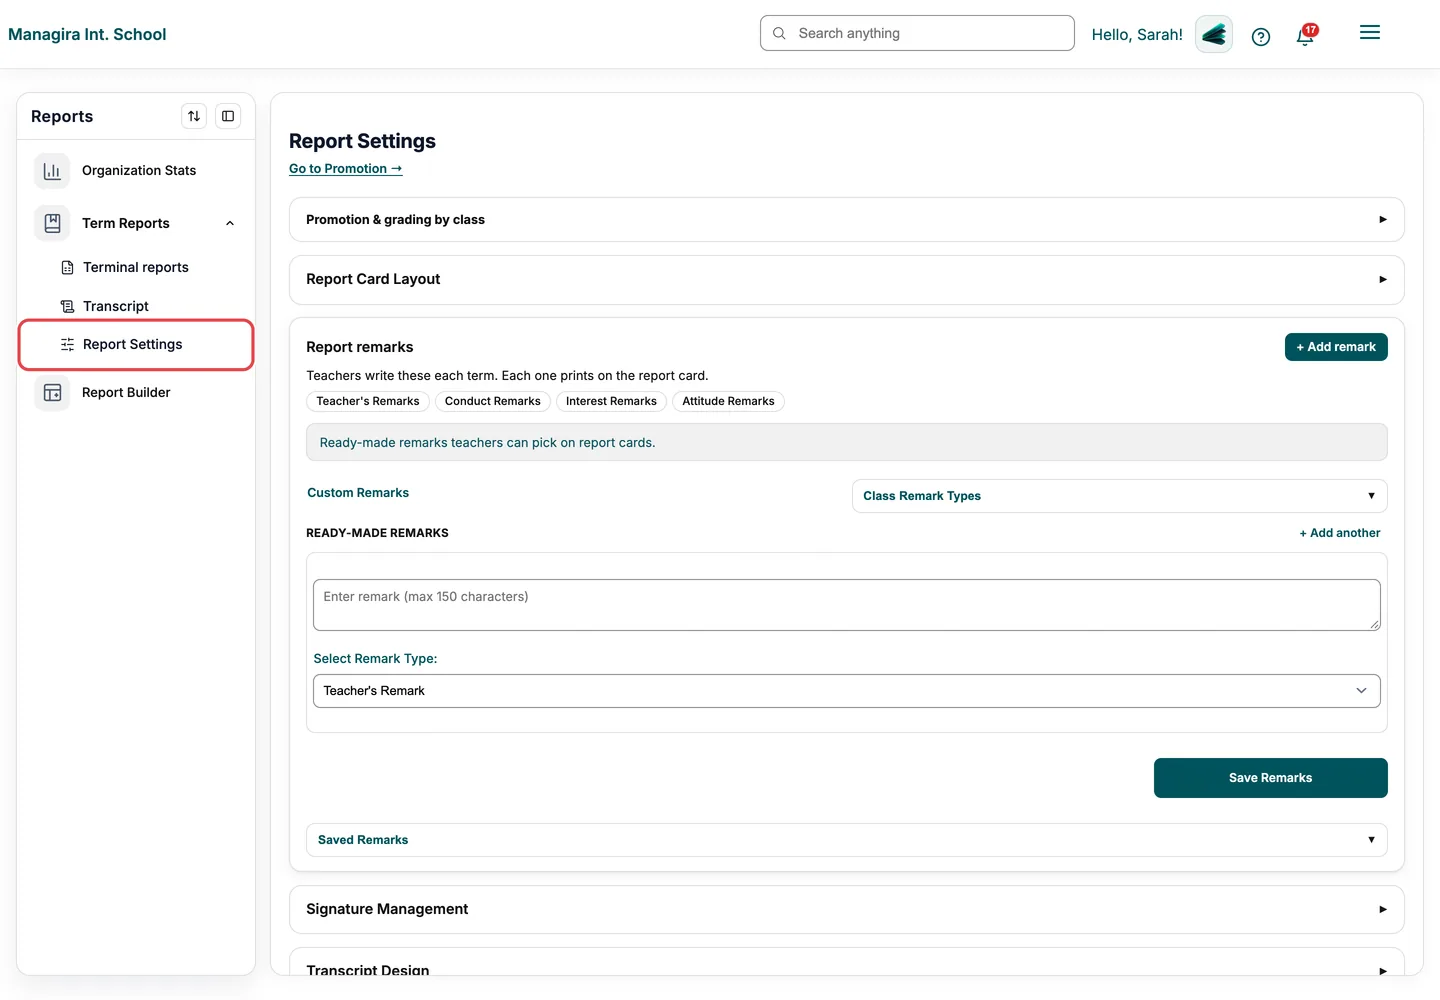 Managira Int. School
Search anything
Hello, Sarah!
17
Reports
Organization Stats
Term Reports
Terminal reports
Transcript
Report Settings
Report Builder
Report Settings
Go to Promotion →
Promotion & grading by class
Report Card Layout
Report remarks
+ Add remark
Teachers write these each term. Each one prints on the report card.
Teacher's Remarks
Conduct Remarks
Interest Remarks
Attitude Remarks
Ready-made remarks teachers can pick on report cards.
Custom Remarks
Class Remark Types
READY-MADE REMARKS
+ Add another
Enter remark (max 150 characters)
Select Remark Type:
Teacher's Remark
Save Remarks
Saved Remarks
Signature Management
Transcript Design